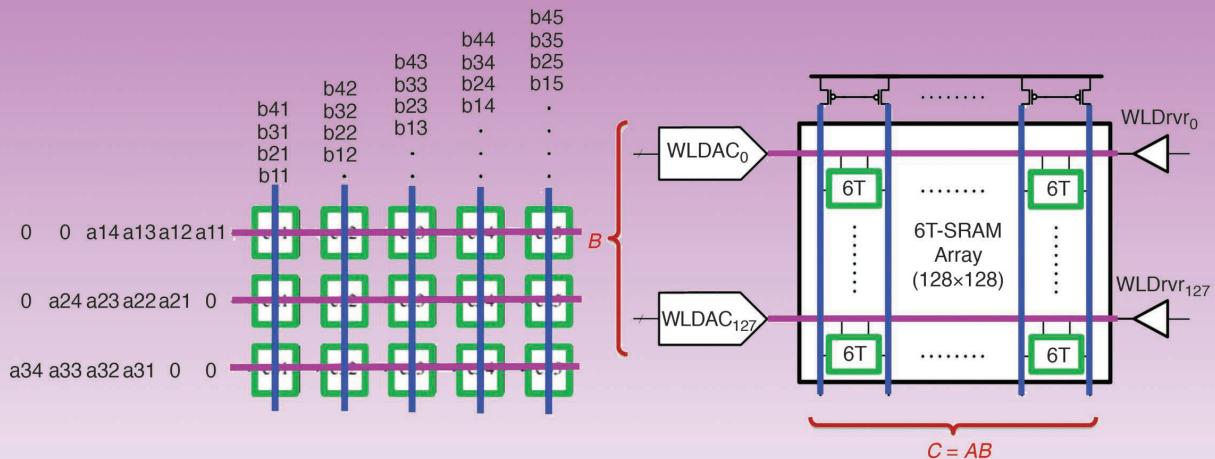 b41
b31
b21
b11
b42
b32
b22
b12
b43
b33
b23
b13
b44
b34
b24
b14
b45
b35
b25
b15
0 0 a14 a13 a12 a11
0 a24 a23 a22 a21 0
a34 a33 a32 a31 0 0
B
WLDAC0
WLDAC127
6T
6T
6T-SRAM
Array
(128×128)
6T
6T
WLDrvr0
WLDrvr127
C = AB